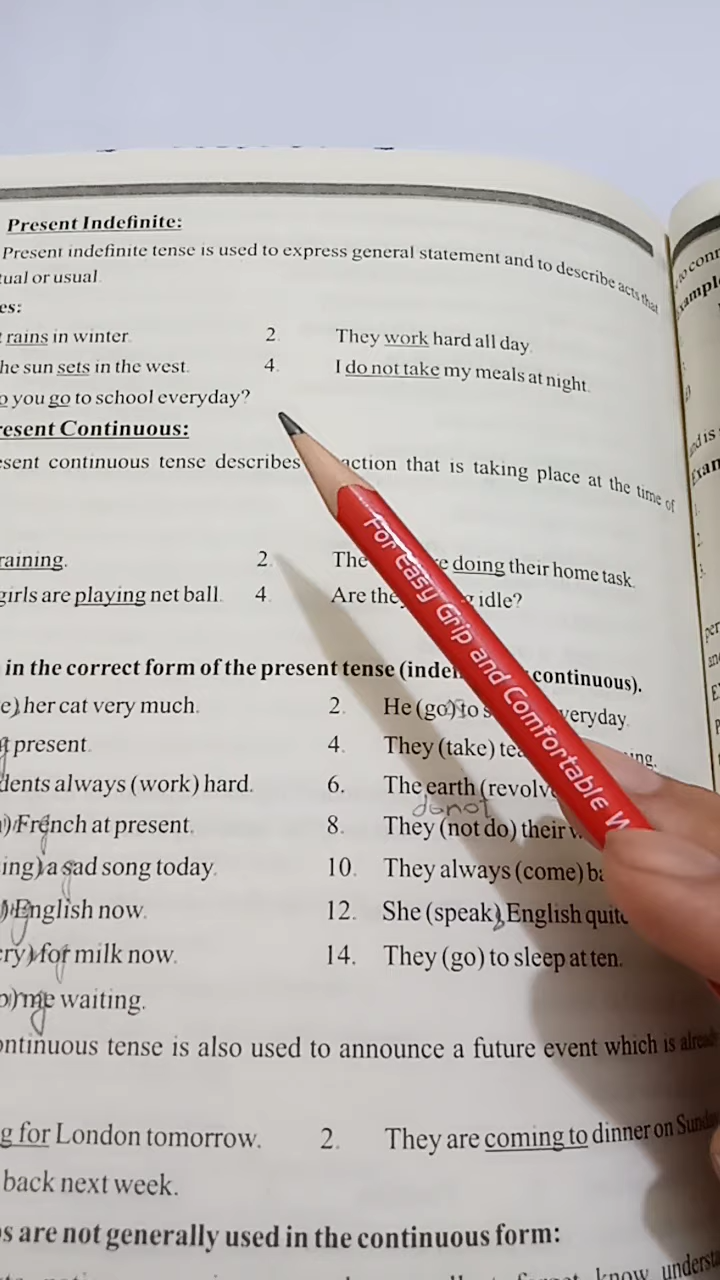 Present Indefinite:
Present indefinite tense is used to express general statement and to describe acts that
tual or usual.
es:
rains in winter. 2. They work hard all day.
he sun sets in the west. 4. I do not take my meals at night.
o you go to school everyday?
resent Continuous:
esent continuous tense describes action that is taking place at the time of
raining. 2. The e doing their home task.
girls are playing net ball. 4. Are the g idle?
in the correct form of the present tense (inde continuous).
e) her cat very much. 2. He (go) to s veryday.
t present. 4. They (take) te ing.
dents always (work) hard. 6. The earth (revolv
do not
) French at present. 8. They (not do) their
ing) a sad song today. 10. They always (come) b
) English now. 12. She (speak) English quit
cry) for milk now. 14. They (go) to sleep at ten.
) me waiting.
ontinuous tense is also used to announce a future event which is alrea
g for London tomorrow. 2. They are coming to dinner on Sunda
back next week.
s are not generally used in the continuous form:
know, underst
For Easy Grip and Comfortable W